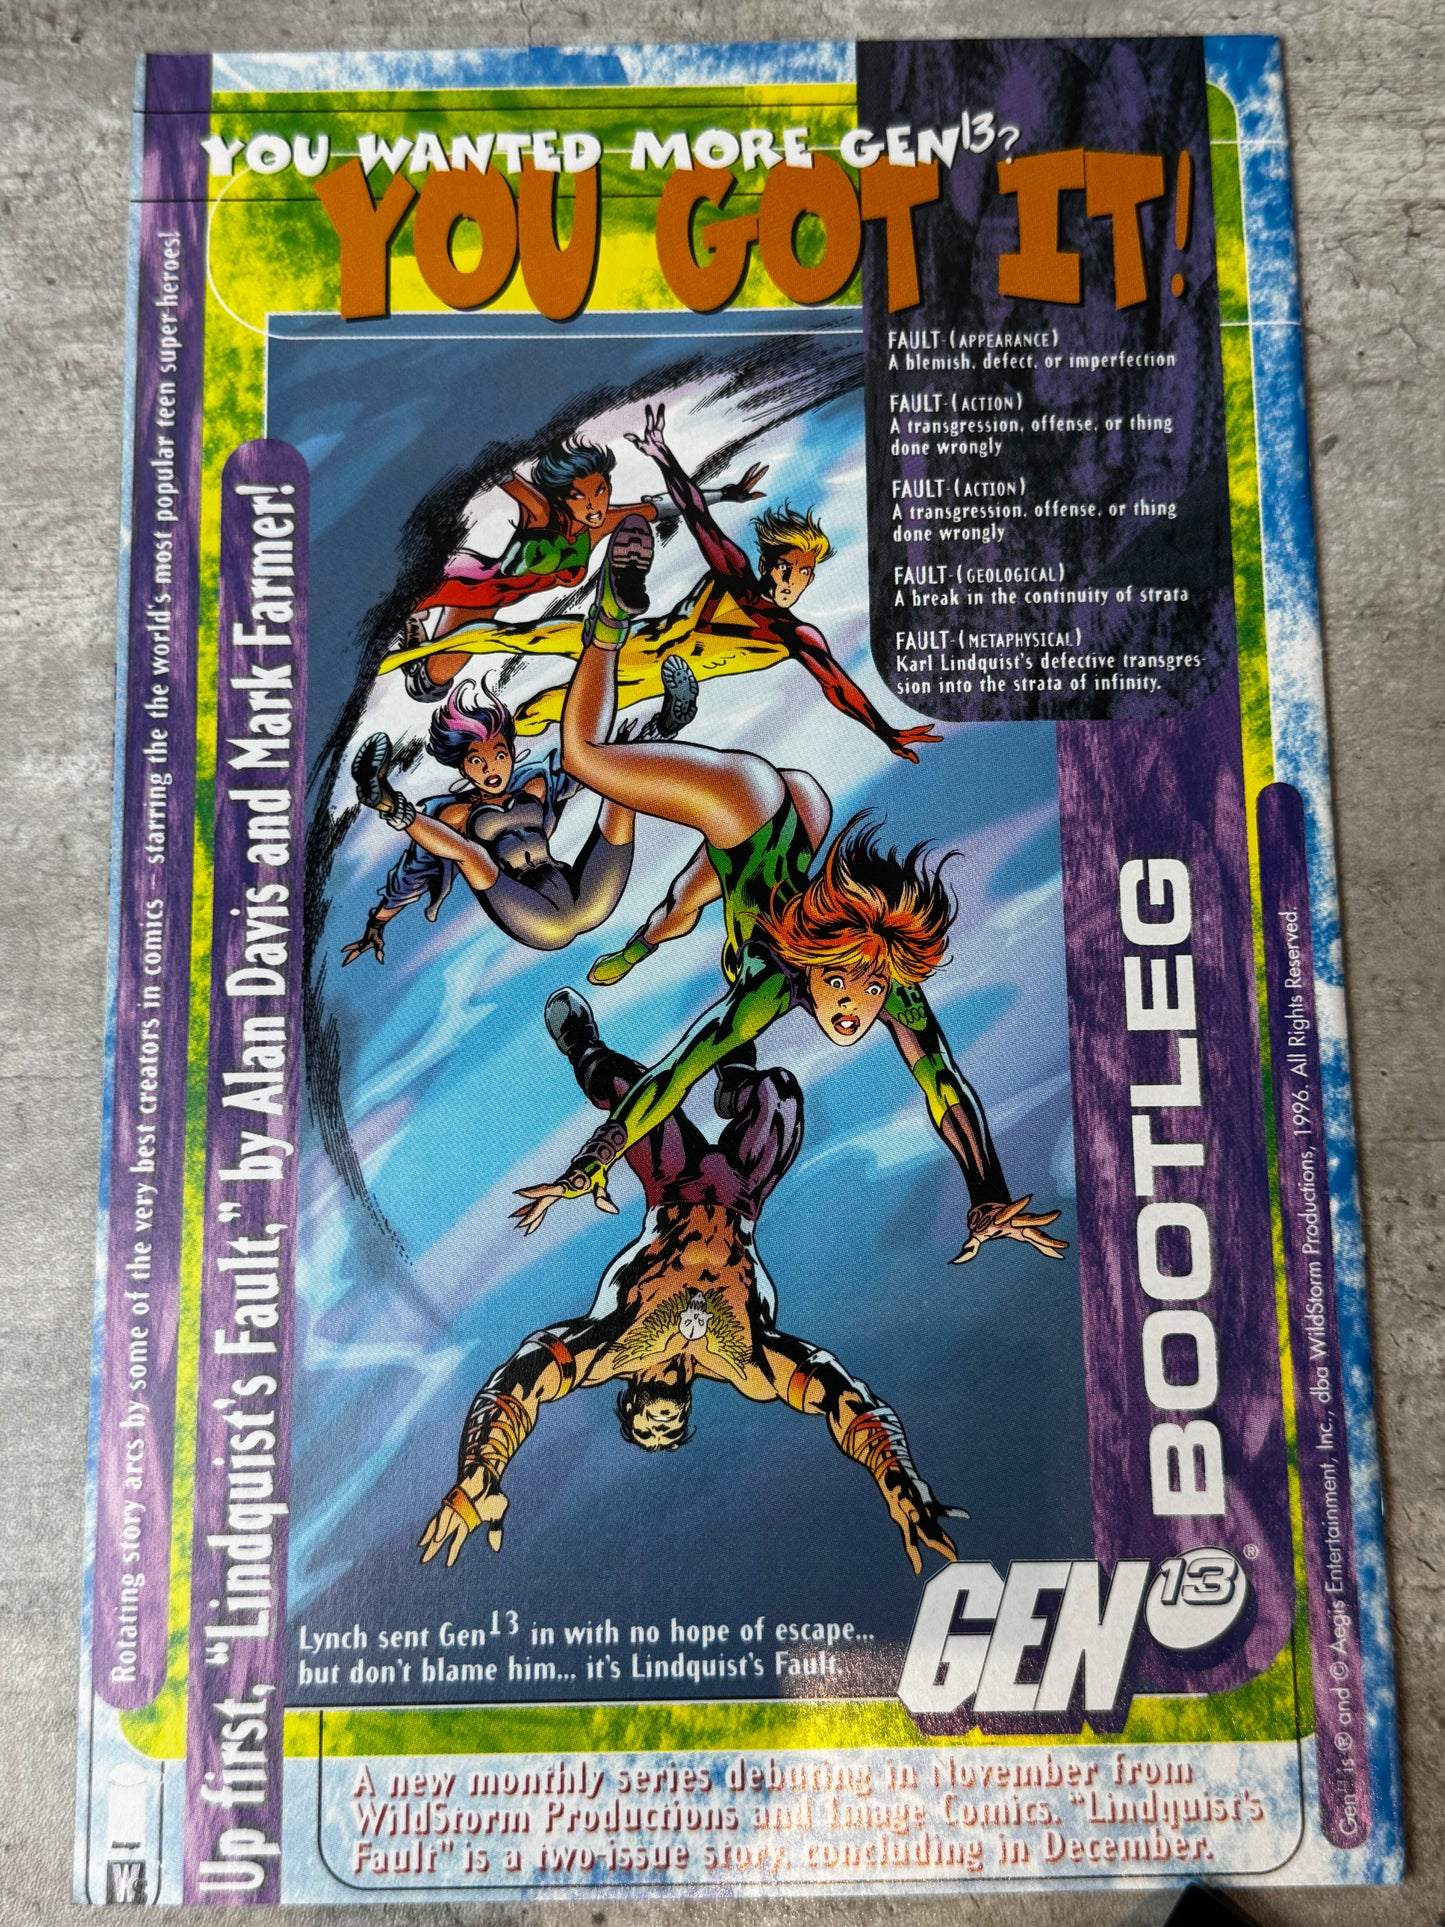 YOU WANTED MORE GEN13?
YOU GOT IT!
FAULT-(APPEARANCE)
A blemish, defect, or imperfection
FAULT-(ACTION)
A transgression, offense, or thing
done wrongly
FAULT-(ACTION)
A transgression, offense, or thing
done wrongly
FAULT-(GEOLOGICAL)
A break in the continuity of strata
FAULT-(METAPHYSICAL)
Karl Lindquist's defective transgres-
sion into the strata of infinity.
Rotating story arcs by some of the very best creators in comics – starring the the world's most popular teen super-heroes!
Up first, "Lindquist's Fault," by Alan Davis and Mark Farmer!
13
BOOTLEG
GEN13®
Lynch sent Gen13 in with no hope of escape...
but don't blame him... it's Lindquist's Fault.
A new monthly series debuting in November from
WildStorm Productions and Image Comics. "Lindquist's
Fault" is a two-issue story, concluding in December.
Gen13 is ® and © Aegis Entertainment, Inc., dba WildStorm Productions, 1996. All Rights Reserved.
I
WS